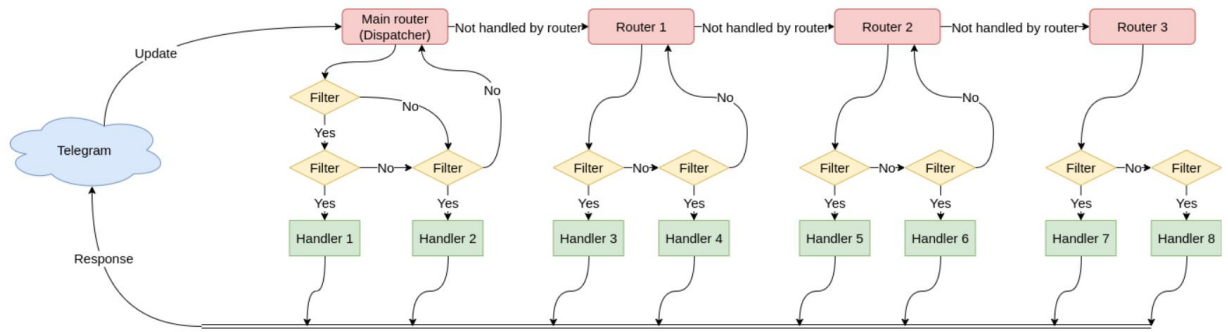 Main router
(Dispatcher)
Not handled by router
Router 1
Not handled by router
Router 2
Not handled by router
Router 3
Update
Filter
No
No
No
No
Yes
Telegram
Filter
No
Filter
Filter
No
Filter
Filter
No
Filter
Filter
No
Filter
Yes
Yes
Yes
Yes
Yes
Yes
Yes
Yes
Handler 1
Handler 2
Handler 3
Handler 4
Handler 5
Handler 6
Handler 7
Handler 8
Response